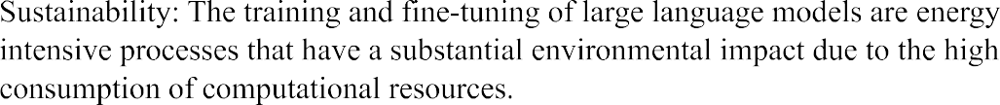 Sustainability: The training and fine-tuning of large language models are energy
intensive processes that have a substantial environmental impact due to the high
consumption of computational resources.